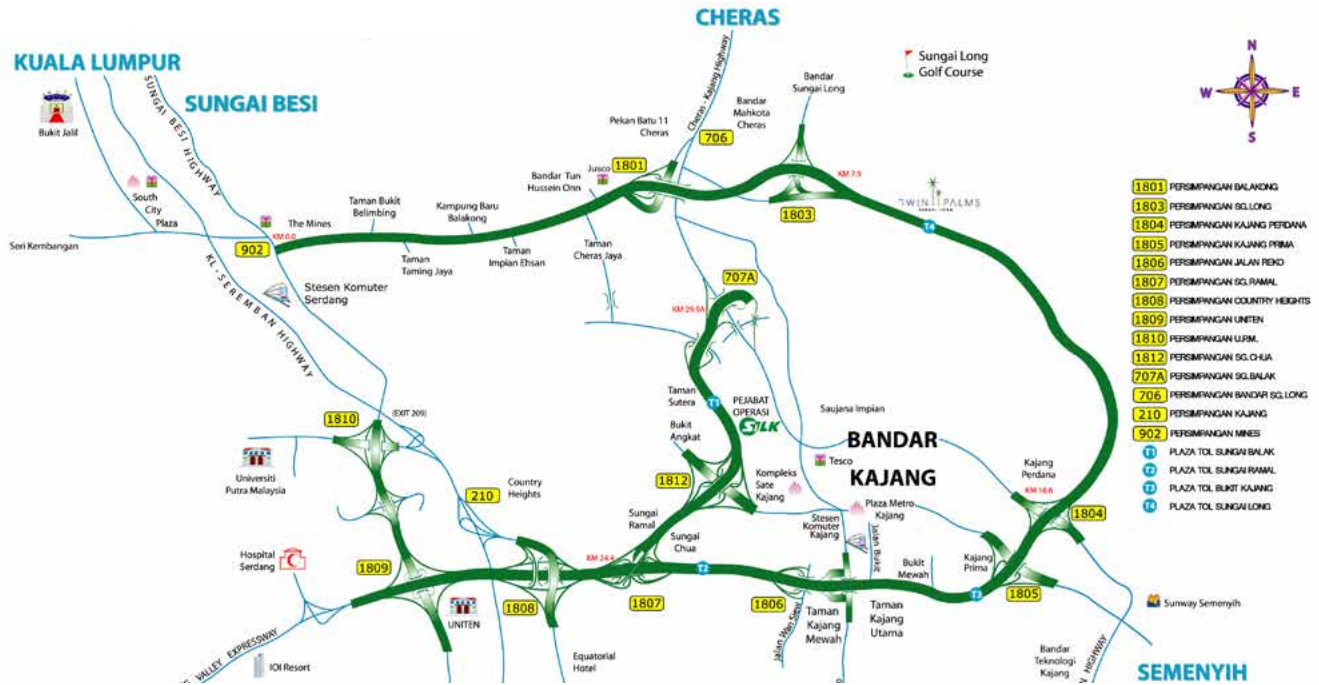 CHERAS
KUALA LUMPUR
SUNGAI BESI
Bukit Jalil
SUNGAI BESI HIGHWAY
Cheras - Kajang Highway
Sungai Long
Golf Course
N
W
E
S
Bandar
Sungai Long
Bandar
Mahkota
Cheras
Pekan Batu 11
Cheras
706
1801
Jusco
Bandar Tun
Hussein Onn
KM 7.9
1803
TWIN PALMS
T4
South
City
Plaza
The Mines
Taman Bukit
Belimbing
Kampung Baru
Balakong
Seri Kembangan
KM 0.0
902
Taman
Taming Jaya
Taman
Impian Ehsan
Taman
Cheras Jaya
KL - SEREMBAN HIGHWAY
Stesen Komuter
Serdang
707A
KM 29.9A
1801 PERSIMPANGAN BALAKONG
1803 PERSIMPANGAN SG.LONG
1804 PERSIMPANGAN KAJANG PERDANA
1805 PERSIMPANGAN KAJANG PRIMA
1806 PERSIMPANGAN JALAN REKO
1807 PERSIMPANGAN SG.RAMAL
1808 PERSIMPANGAN COUNTRY HEIGHTS
1809 PERSIMPANGAN UNITEN
1810 PERSIMPANGAN U.P.M.
1812 PERSIMPANGAN SG.CHUA
707A PERSIMPANGAN SG.BALAK
706 PERSIMPANGAN BANDAR SG.LONG
210 PERSIMPANGAN KAJANG
902 PERSIMPANGAN MINES
T1 PLAZA TOL SUNGAI BALAK
T2 PLAZA TOL SUNGAI RAMAL
T3 PLAZA TOL BUKIT KAJANG
T4 PLAZA TOL SUNGAI LONG
Taman
Sutera
T1
PEJABAT
OPERASI
SILK
Saujana Impian
1810
(EXIT 209)
Bukit
Angkat
BANDAR
KAJANG
Tesco
Kajang
Perdana
Universiti
Putra Malaysia
210
Country
Heights
1812
Kompleks
Sate
Kajang
Plaza Metro
Kajang
Stesen
Komuter
Kajang
Jalan Bukit
KM 16.6
1804
Sungai
Ramal
Sungai
Chua
Hospital
Serdang
1809
KM 24.4
T2
Bukit
Mewah
Kajang
Prima
T3
1805
UNITEN
1808
1807
1806
Jalan Wan Siew
Taman
Kajang
Mewah
Taman
Kajang
Utama
Sunway Semenyih
VALLEY EXPRESSWAY
IOI Resort
Equatorial
Hotel
Bandar
Teknologi
Kajang
HIGHWAY
SEMENYIH